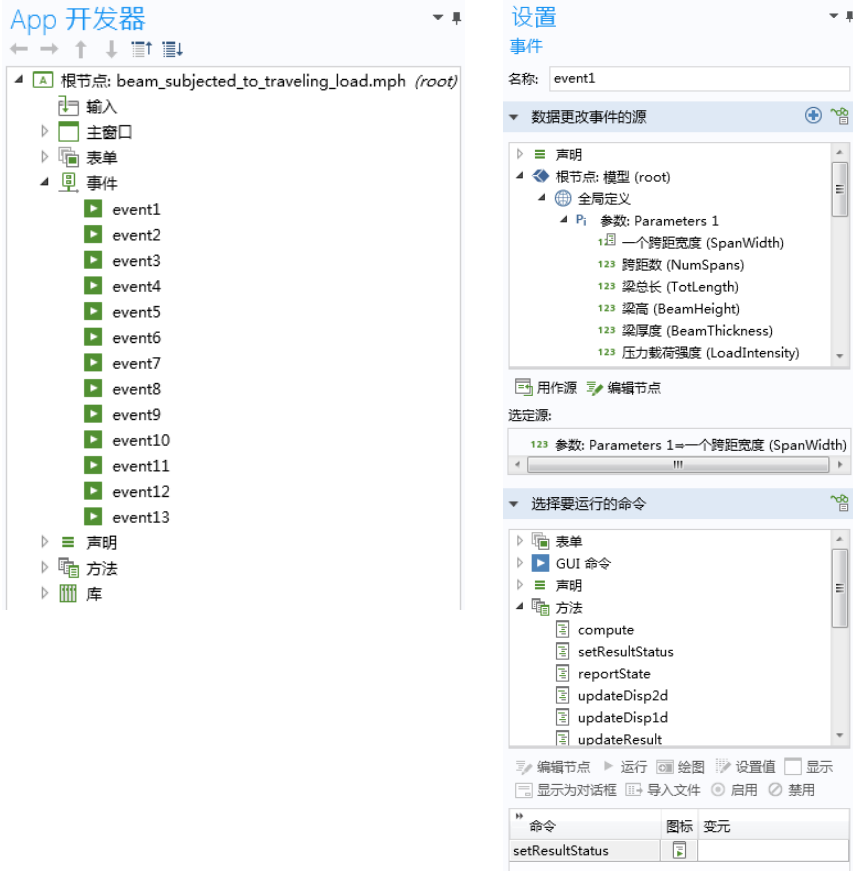 App 开发器
根节点: beam_subjected_to_traveling_load.mph (root)
输入
主窗口
表单
事件
event1
event2
event3
event4
event5
event6
event7
event8
event9
event10
event11
event12
event13
声明
方法
库
设置
事件
名称: event1
数据更改事件的源
声明
根节点: 模型 (root)
全局定义
Pi 参数: Parameters 1
一个跨距宽度 (SpanWidth)
123 跨距数 (NumSpans)
123 梁总长 (TotLength)
123 梁高 (BeamHeight)
123 梁厚度 (BeamThickness)
123 压力载荷强度 (LoadIntensity)
用作源 编辑节点
选定源:
123 参数: Parameters 1⇒一个跨距宽度 (SpanWidth)
选择要运行的命令
表单
GUI 命令
声明
方法
compute
setResultStatus
reportState
updateDisp2d
updateDisp1d
updateResult
编辑节点 运行 绘图 设置值 显示
显示为对话框 导入文件 启用 禁用
命令 图标 变元
setResultStatus